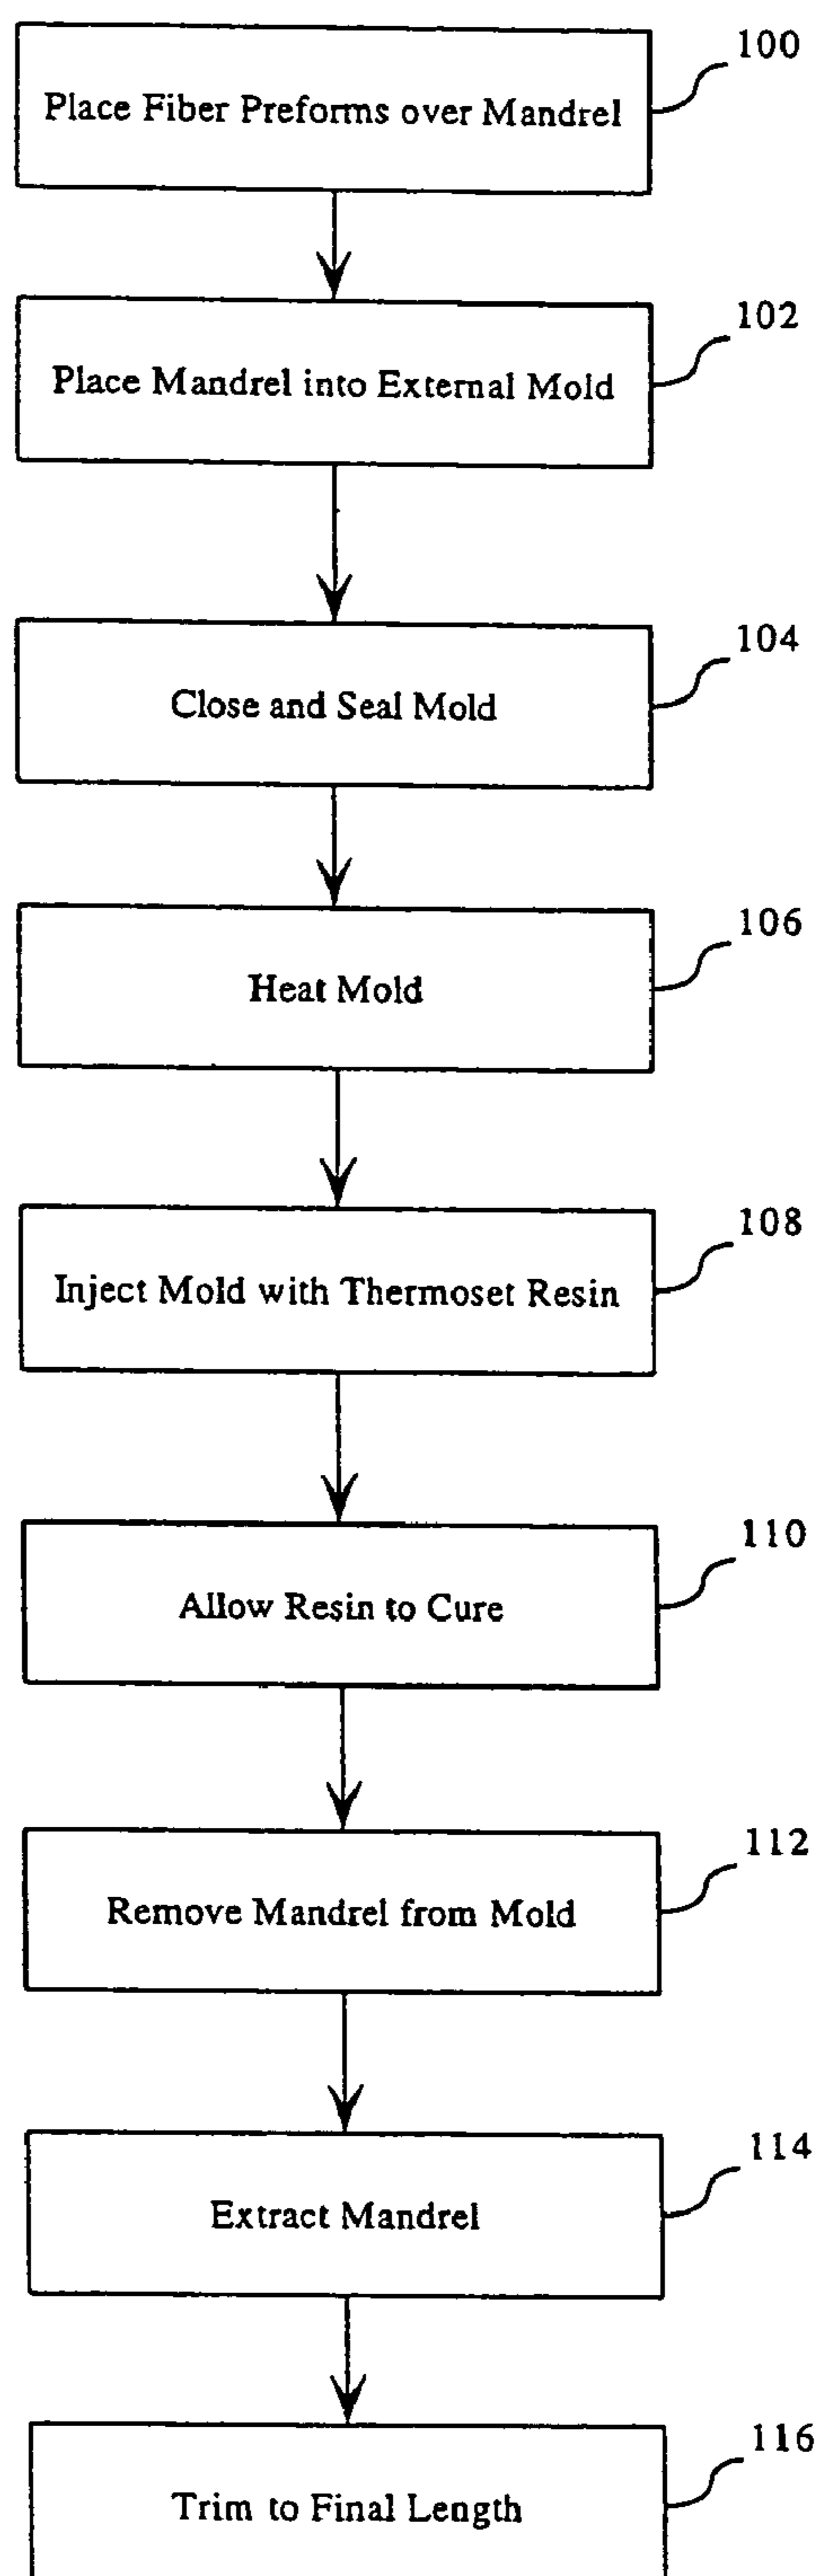 100
Place Fiber Preforms over Mandrel
102
Place Mandrel into External Mold
104
Close and Seal Mold
106
Heat Mold
108
Inject Mold with Thermoset Resin
110
Allow Resin to Cure
112
Remove Mandrel from Mold
114
Extract Mandrel
116
Trim to Final Length